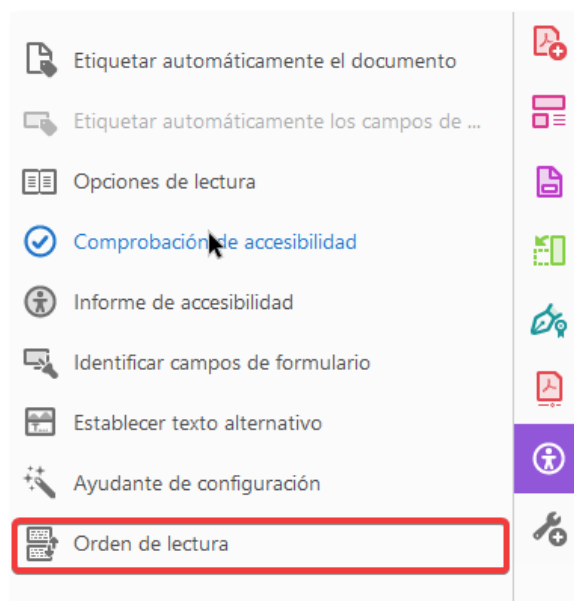 Etiquetar automáticamente el documento
Etiquetar automáticamente los campos de ...
Opciones de lectura
Comprobación de accesibilidad
Informe de accesibilidad
Identificar campos de formulario
Establecer texto alternativo
Ayudante de configuración
Orden de lectura